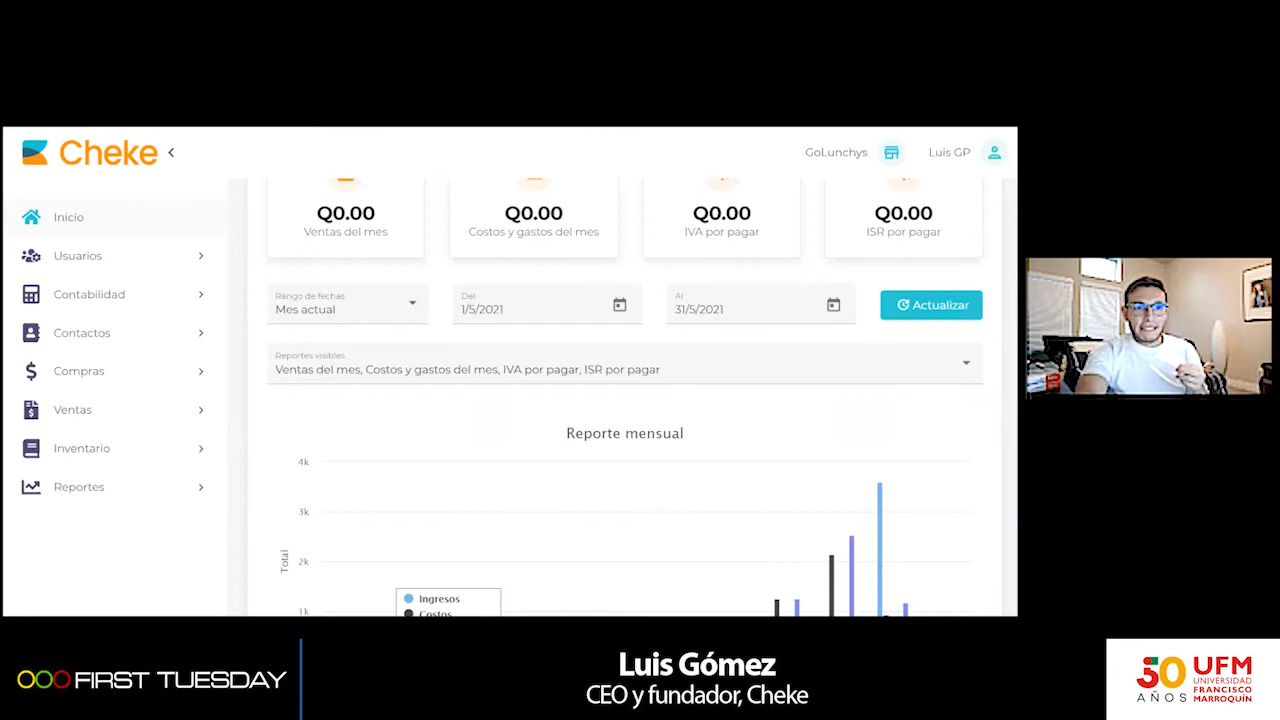 Cheke
GoLunchys
Luis GP
Inicio
Usuarios
Contabilidad
Contactos
Compras
Ventas
Inventario
Reportes
Q0.00
Ventas del mes
Q0.00
Costos y gastos del mes
Q0.00
IVA por pagar
Q0.00
ISR por pagar
Rango de fechas
Mes actual
Del
1/5/2021
Al
31/5/2021
Actualizar
Reportes visibles
Ventas del mes, Costos y gastos del mes, IVA por pagar, ISR por pagar
Reporte mensual
4k
3k
2k
1k
Total
Ingresos
Costos
FIRST TUESDAY
Luis Gómez
CEO y fundador, Cheke
50
AÑOS
UFM
UNIVERSIDAD
FRANCISCO
MARROQUÍN